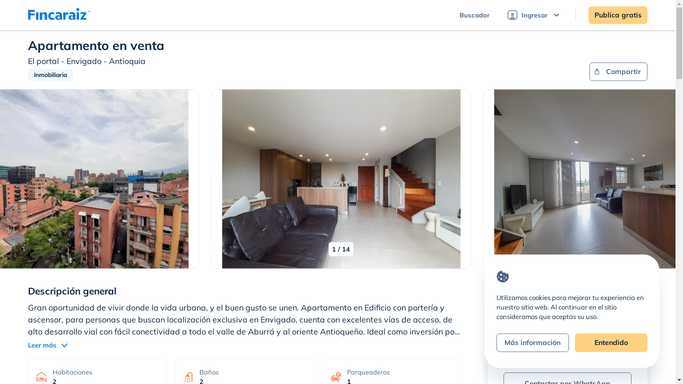 Fincaraiz
Buscador
Ingresar
Publica gratis
Apartamento en venta
El portal - Envigado - Antioquia
Inmobiliaria
Compartir
1 / 14
Descripción general
Gran oportunidad de vivir donde la vida urbana, y el buen gusto se unen. Apartamento en Edificio con portería y
ascensor, para personas que buscan localización exclusiva en Envigado, cuenta con excelentes vías de acceso, de
alto desarrollo vial con fácil conectividad a todo el valle de Aburrá y al oriente Antioqueño. Ideal como inversión po...
Leer más
Habitaciones
2
Baños
2
Parqueaderos
1
Utilizamos cookies para mejorar tu experiencia en
nuestro sitio web. Al continuar en el sitio
consideramos que aceptas su uso.
Más información
Entendido
Contactar por WhatsApp